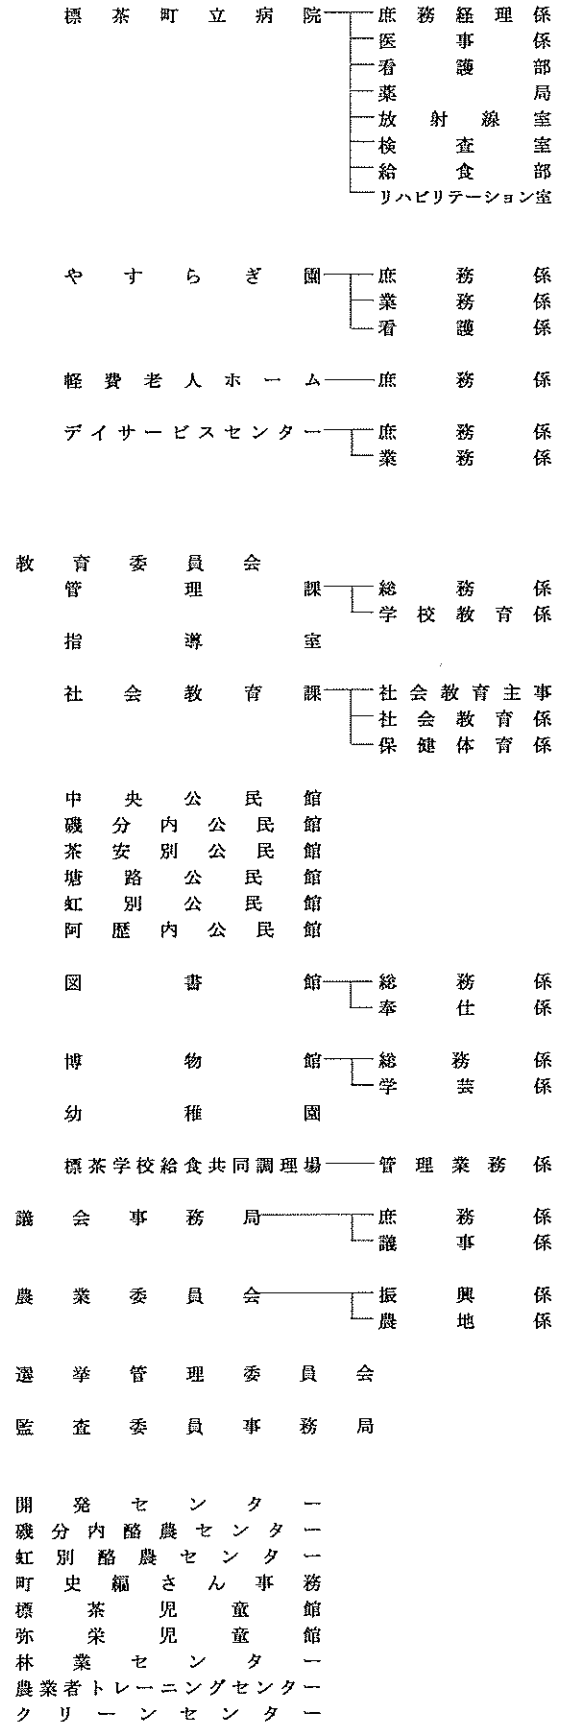 標茶町立病院 庶務経理係
医事係
看護部
薬局
放射線室
検査室
給食部
リハビリテーション室
やすらぎ園 庶務係
業務係
看護係
軽費老人ホーム 庶務係
デイサービスセンター 庶務係
業務係
教育委員会
管理課 総務係
学校教育係
指導室
社会教育課 社会教育主事
社会教育係
保健体育係
中央公民館
磯分内公民館
茶安別公民館
塘路公民館
虹別公民館
阿歴内公民館
図書館 総務係
奉仕係
博物館 総務係
学芸係
幼稚園
標茶学校給食共同調理場 管理業務係
議会事務局 庶務係
議事係
農業委員会 振興係
農地係
選挙管理委員会
監査委員事務局
開発センター
磯分内酪農センター
虹別酪農センター
町史編さん事務
標茶児童館
弥栄児童館
林業センター
農業者トレーニングセンター
クリーンセンター